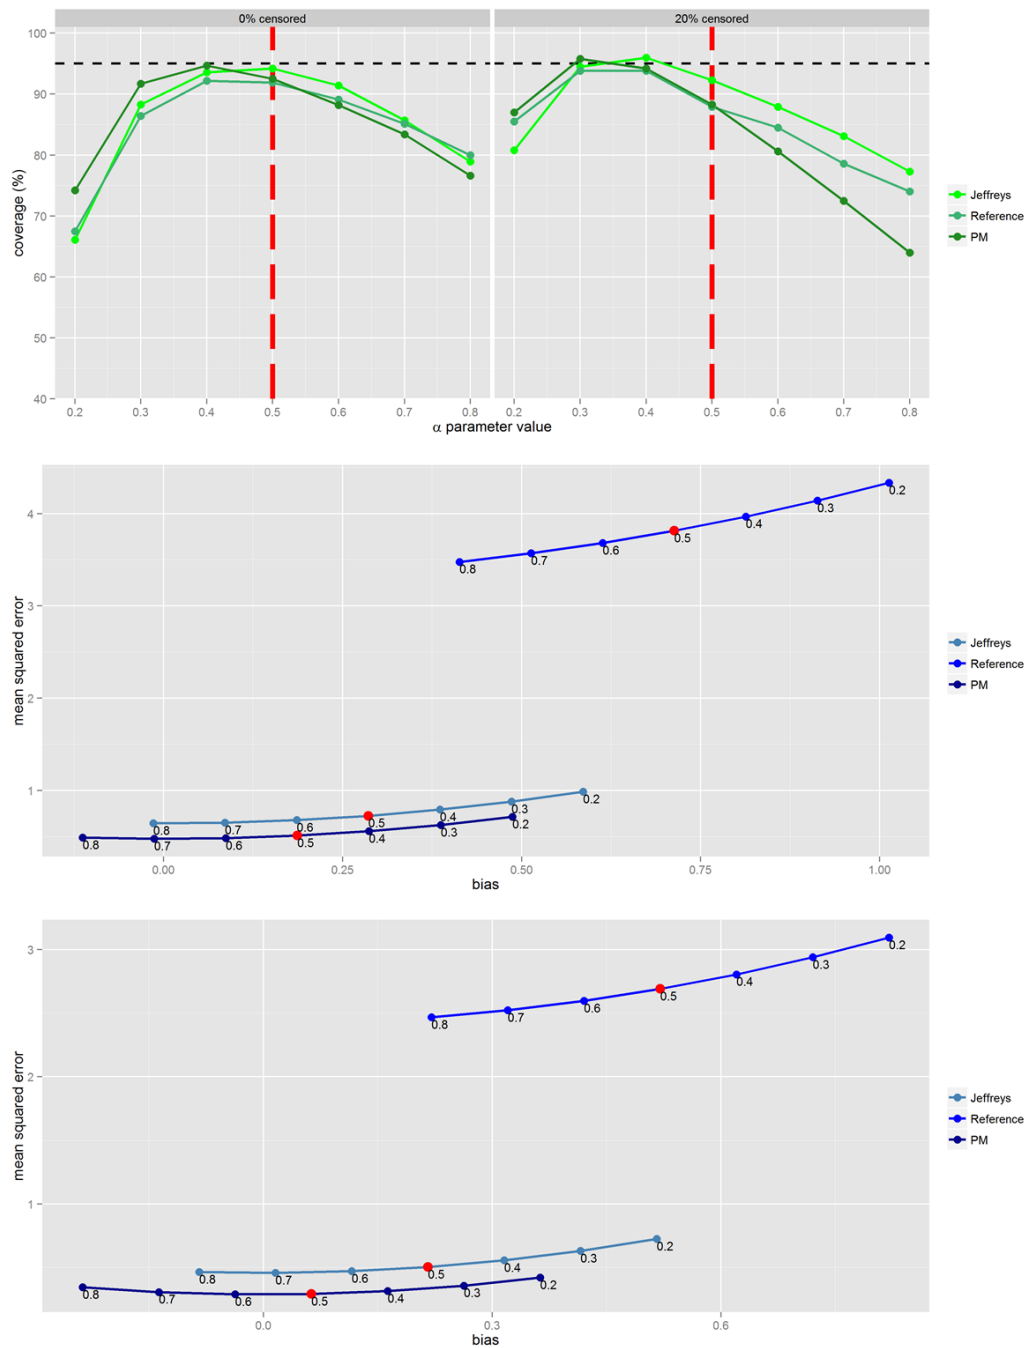 0% censored 20% censored
100
90
80
70
60
50
40
coverage (%)
0.2 0.3 0.4 0.5 0.6 0.7 0.8 0.2 0.3 0.4 0.5 0.6 0.7 0.8
α parameter value
Jeffreys
Reference
PM
4
3
2
1
mean squared error
0.8 0.7 0.6 0.5 0.4 0.3 0.2
0.8 0.7 0.6 0.5 0.4 0.3 0.2
0.8 0.7 0.6 0.5 0.4 0.3 0.2
0.00 0.25 0.50 0.75 1.00
bias
Jeffreys
Reference
PM
3
2
1
mean squared error
0.8 0.7 0.6 0.5 0.4 0.3 0.2
0.8 0.7 0.6 0.5 0.4 0.3 0.2
0.8 0.7 0.6 0.5 0.4 0.3 0.2
0.0 0.3 0.6
bias
Jeffreys
Reference
PM